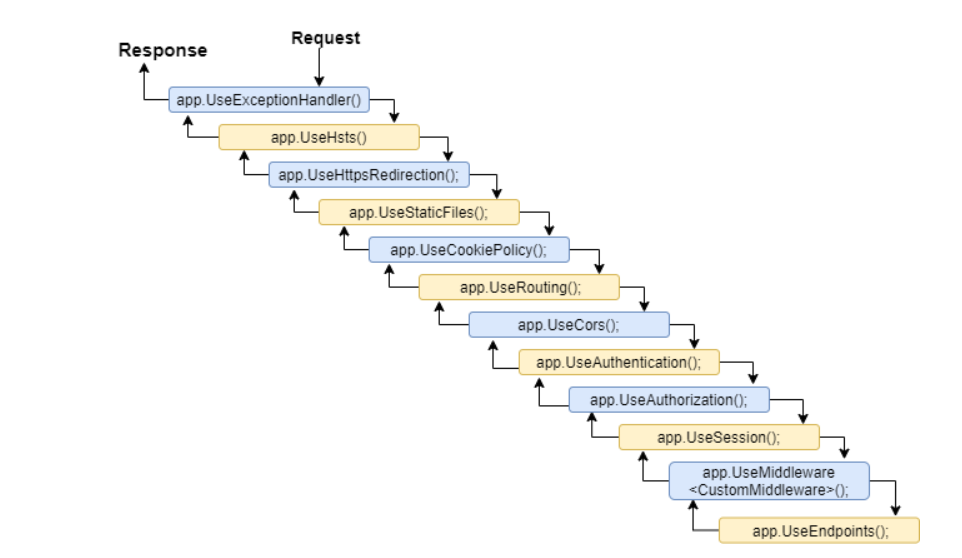 Request
Response
app.UseExceptionHandler()
app.UseHsts()
app.UseHttpsRedirection();
app.UseStaticFiles();
app.UseCookiePolicy();
app.UseRouting();
app.UseCors();
app.UseAuthentication();
app.UseAuthorization();
app.UseSession();
app.UseMiddleware
<CustomMiddleware>();
app.UseEndpoints();